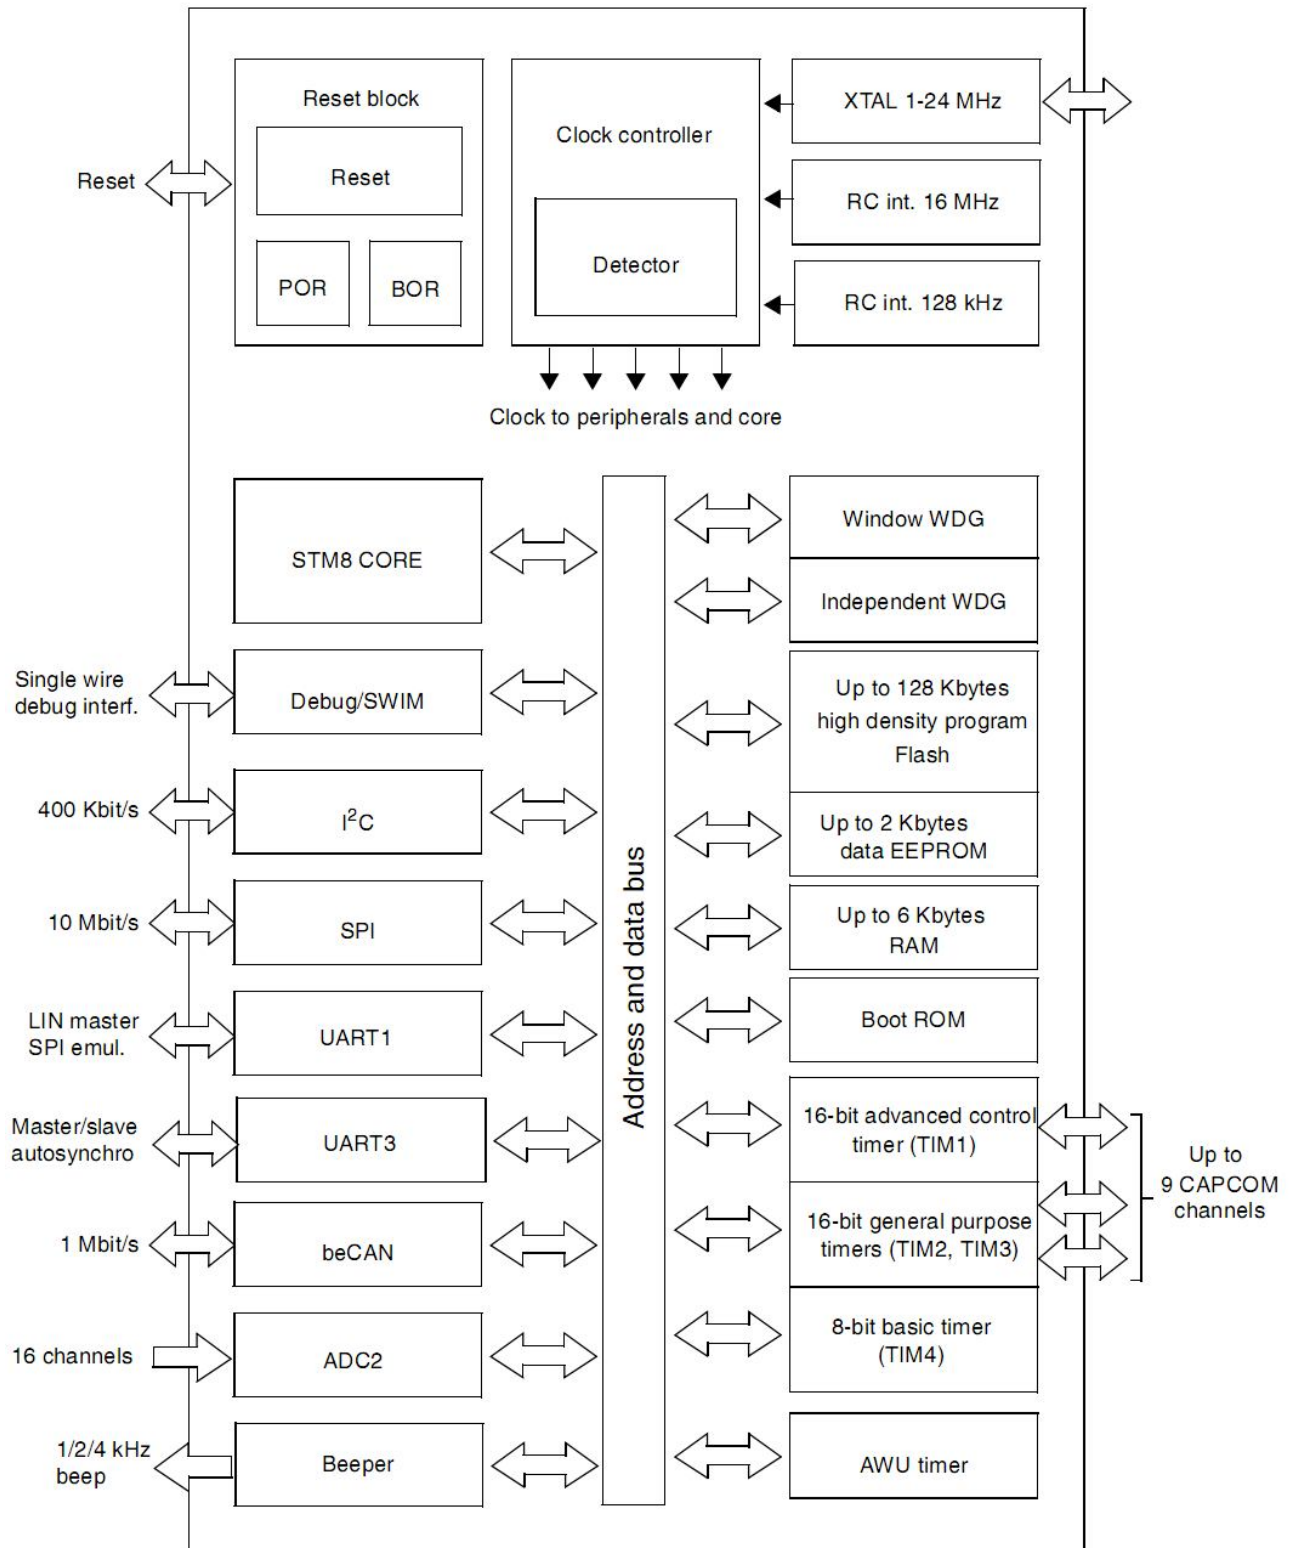 Reset block
Reset
POR
BOR
Reset
Clock controller
Detector
XTAL 1-24 MHz
RC int. 16 MHz
RC int. 128 kHz
Clock to peripherals and core
STM8 CORE
Single wire
debug interf.
Debug/SWIM
400 Kbit/s
I²C
10 Mbit/s
SPI
LIN master
SPI emul.
UART1
Master/slave
autosynchro
UART3
1 Mbit/s
beCAN
16 channels
ADC2
1/2/4 kHz
beep
Beeper
Address and data bus
Window WDG
Independent WDG
Up to 128 Kbytes
high density program
Flash
Up to 2 Kbytes
data EEPROM
Up to 6 Kbytes
RAM
Boot ROM
16-bit advanced control
timer (TIM1)
16-bit general purpose
timers (TIM2, TIM3)
Up to
9 CAPCOM
channels
8-bit basic timer
(TIM4)
AWU timer